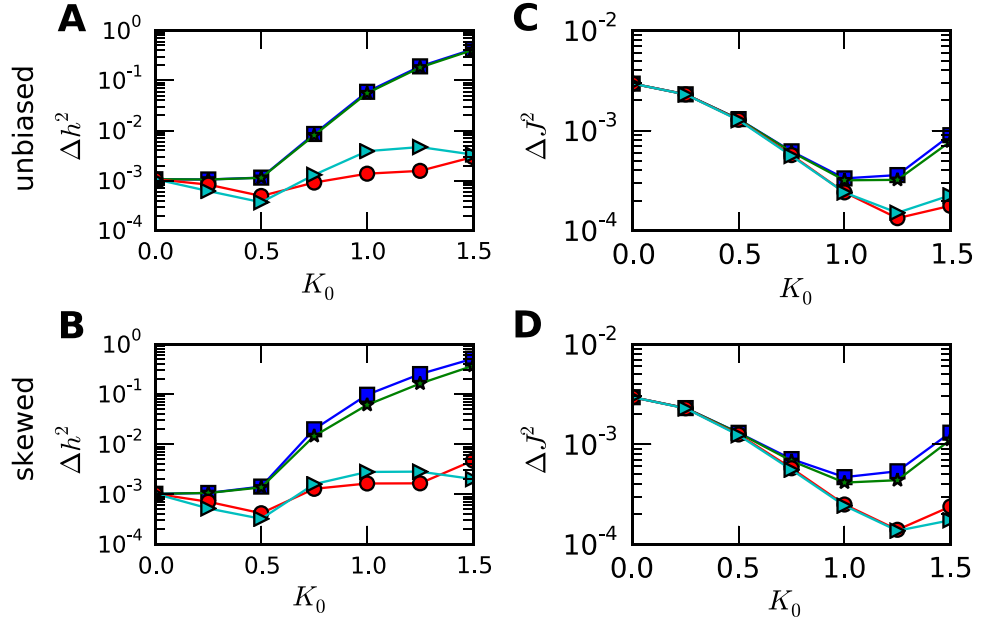 A
unbiased
Δh²
10⁰
10⁻¹
10⁻²
10⁻³
10⁻⁴
0.0 0.5 1.0 1.5
K₀
C
ΔJ²
10⁻²
10⁻³
10⁻⁴
0.0 0.5 1.0 1.5
K₀
B
skewed
Δh²
10⁰
10⁻¹
10⁻²
10⁻³
10⁻⁴
0.0 0.5 1.0 1.5
K₀
D
ΔJ²
10⁻²
10⁻³
10⁻⁴
0.0 0.5 1.0 1.5
K₀